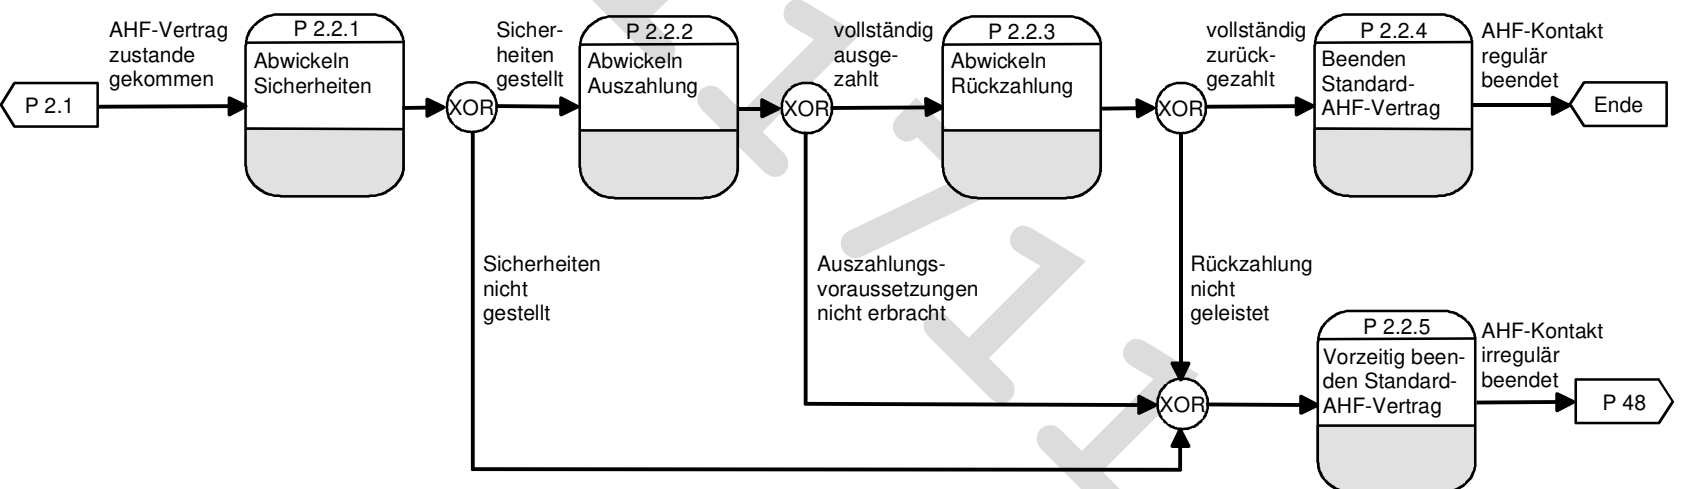 P 2.1
AHF-Vertrag
zustande
gekommen
P 2.2.1
Abwickeln
Sicherheiten
XOR
Sicher-
heiten
gestellt
P 2.2.2
Abwickeln
Auszahlung
XOR
vollständig
ausge-
zahlt
P 2.2.3
Abwickeln
Rückzahlung
XOR
vollständig
zurück-
gezahlt
P 2.2.4
Beenden
Standard-
AHF-Vertrag
AHF-Kontakt
regulär
beendet
Ende
Sicherheiten
nicht
gestellt
Auszahlungs-
voraussetzungen
nicht erbracht
Rückzahlung
nicht
geleistet
XOR
P 2.2.5
Vorzeitig been-
den Standard-
AHF-Vertrag
AHF-Kontakt
irregulär
beendet
P 48